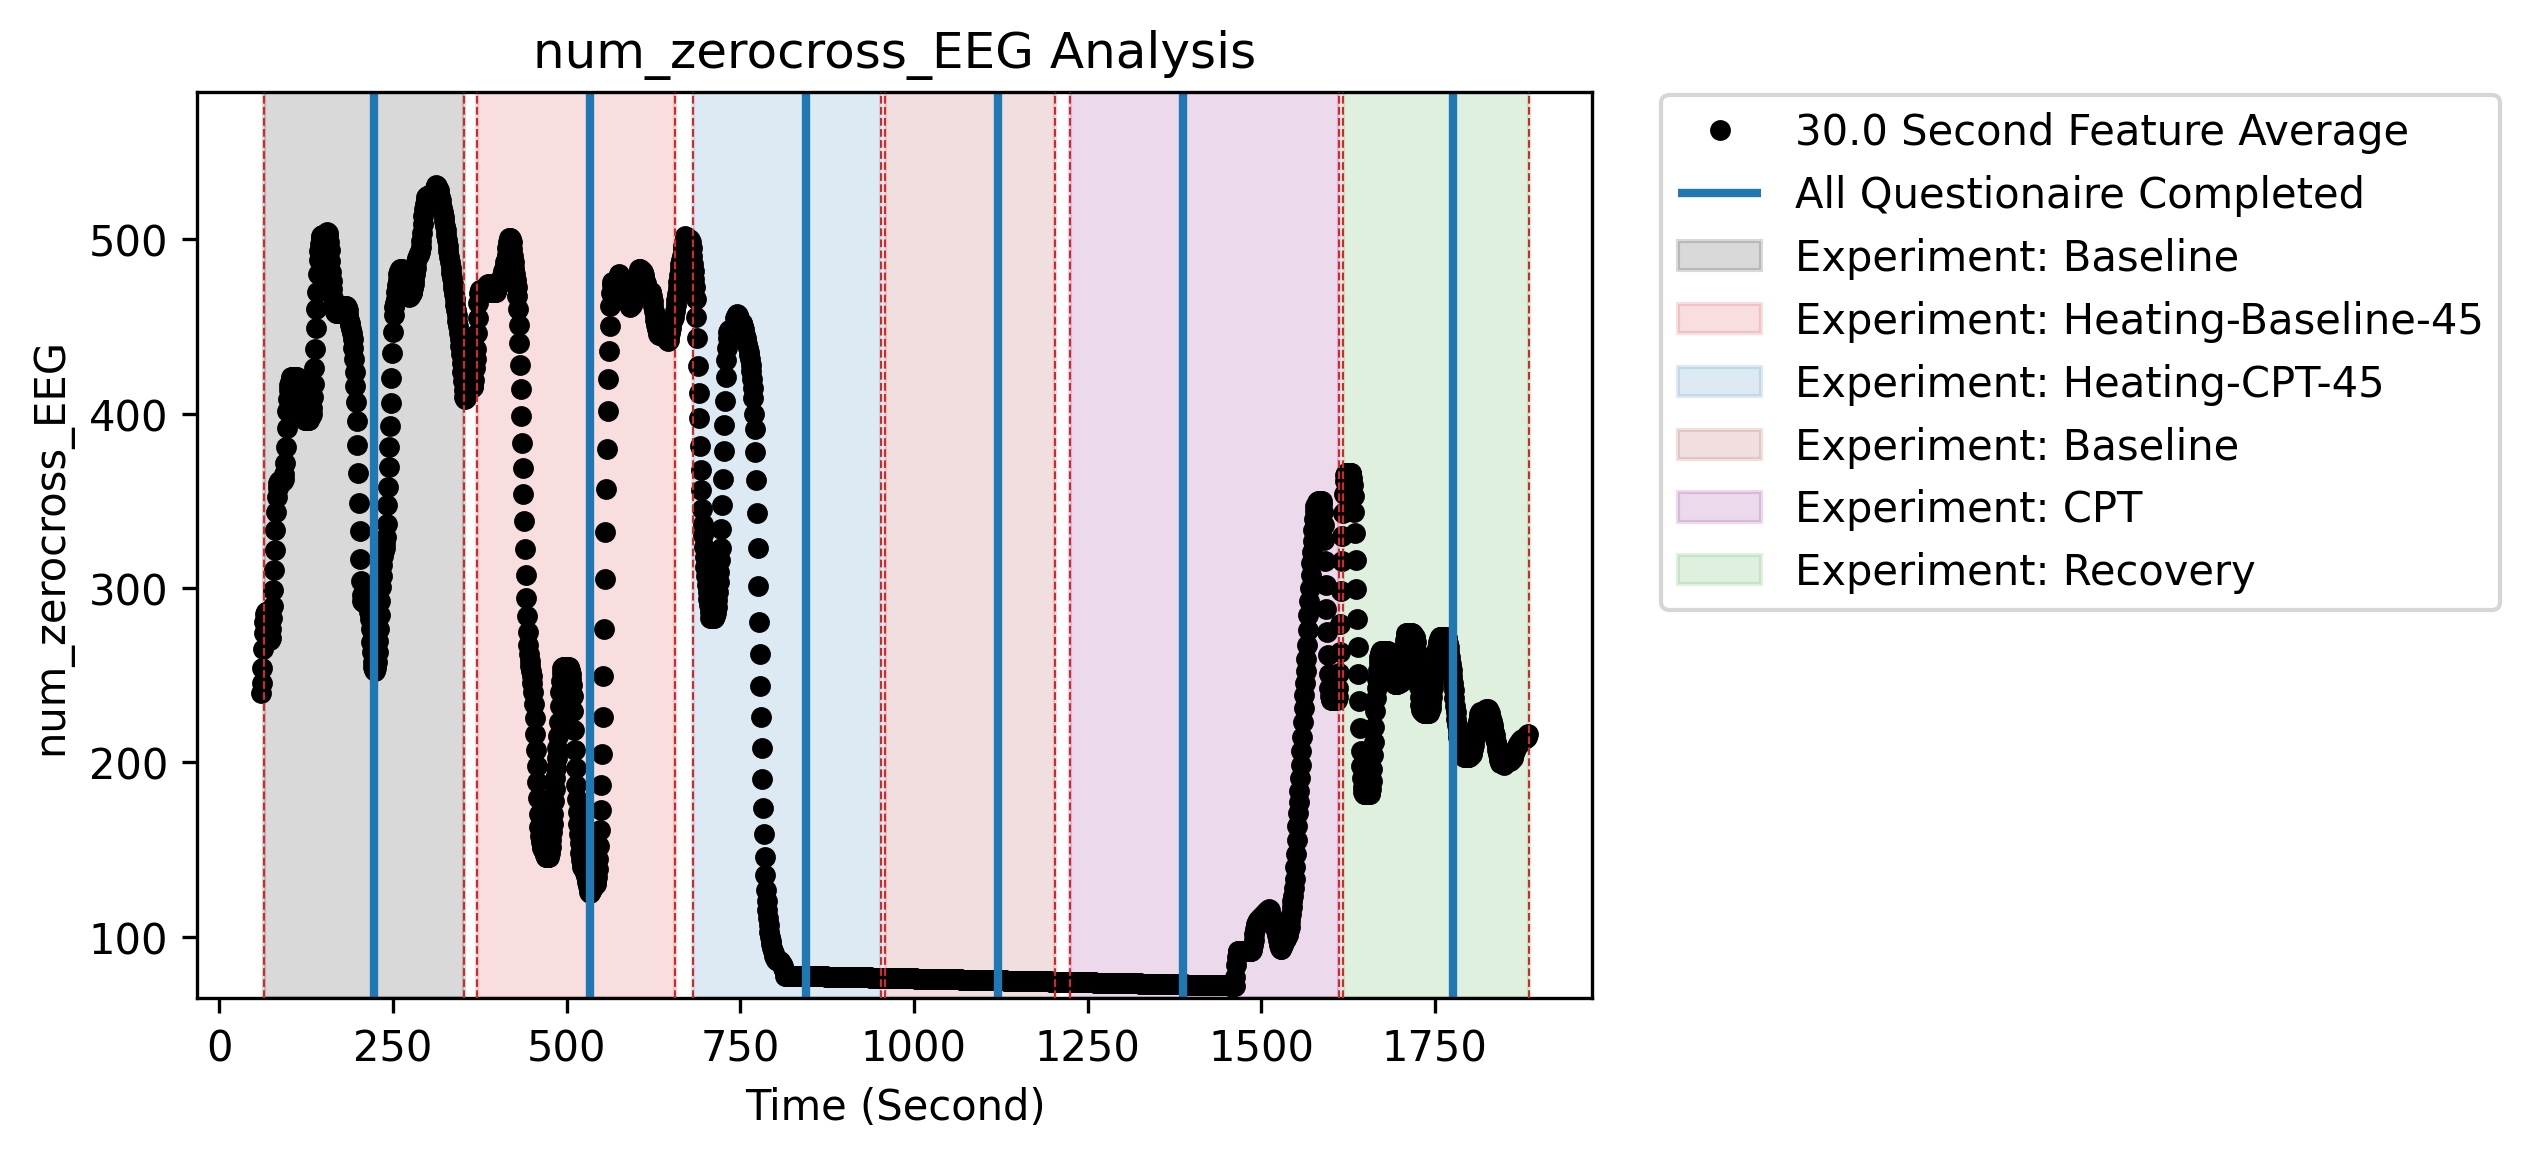 num_zerocross_EEG Analysis
num_zerocross_EEG
500
400
300
200
100
0
250
500
750
1000
1250
1500
1750
Time (Second)
30.0 Second Feature Average
All Questionaire Completed
Experiment: Baseline
Experiment: Heating-Baseline-45
Experiment: Heating-CPT-45
Experiment: Baseline
Experiment: CPT
Experiment: Recovery